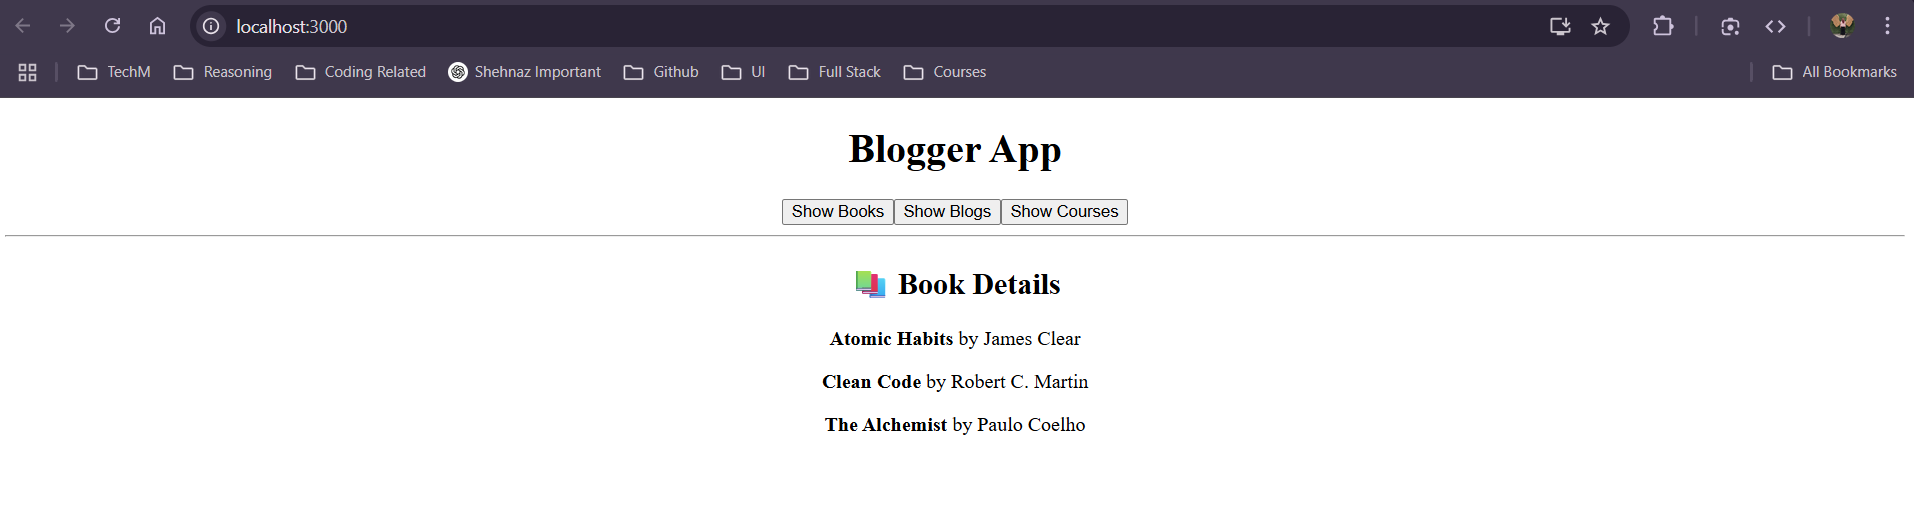 localhost:3000
TechM Reasoning Coding Related Shehnaz Important Github UI Full Stack Courses All Bookmarks
Blogger App
Show Books Show Blogs Show Courses
Book Details
Atomic Habits by James Clear
Clean Code by Robert C. Martin
The Alchemist by Paulo Coelho